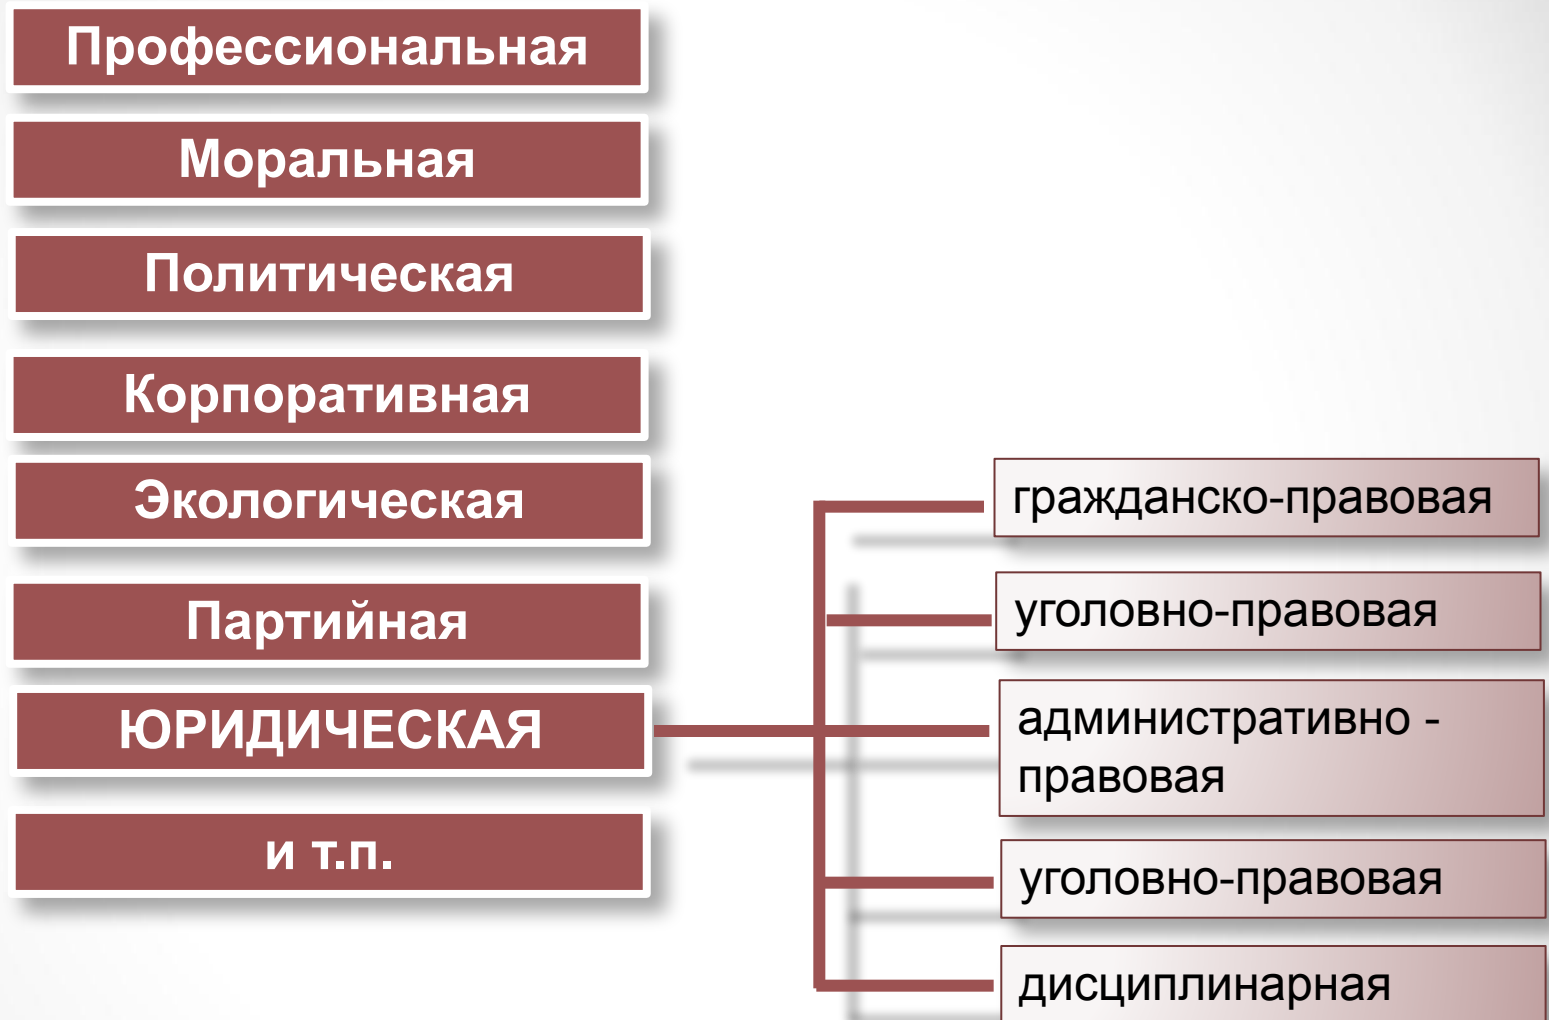 Профессиональная
Моральная
Политическая
Корпоративная
Экологическая
Партийная
ЮРИДИЧЕСКАЯ
и т.п.
гражданско-правовая
уголовно-правовая
административно -
правовая
уголовно-правовая
дисциплинарная